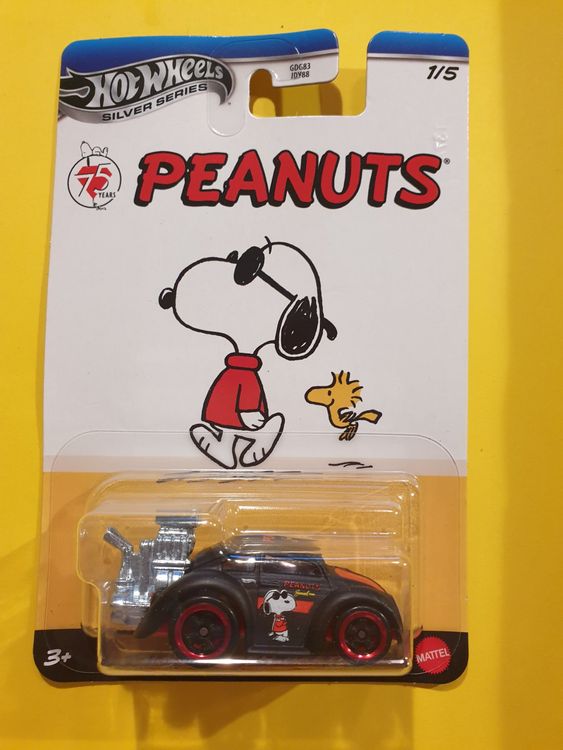 HOT WHEELS
SILVER SERIES
GDG83
JDY88
1/5
75
YEARS
PEANUTS®
PEANUTS
3+
MATTEL